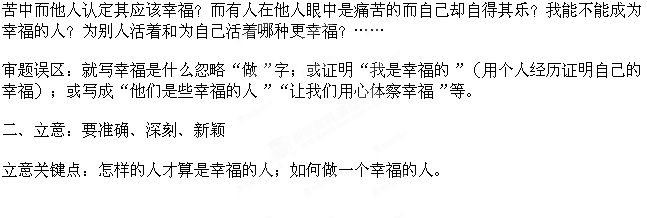 苦中而他人认定其应该幸福？而有人在他人眼中是痛苦的而自己却自得其乐？我能不能成为
幸福的人？为别人活着和为自己活着哪种更幸福？……
审题误区：就写幸福是什么忽略“做”字；或证明“我是幸福的 ”（用个人经历证明自己的
幸福）；或写成“他们是些幸福的人 ”“让我们用心体察幸福 ”等。
二、立意：要准确、深刻、新颖
立意关键点：怎样的人才算是幸福的人；如何做一个幸福的人。